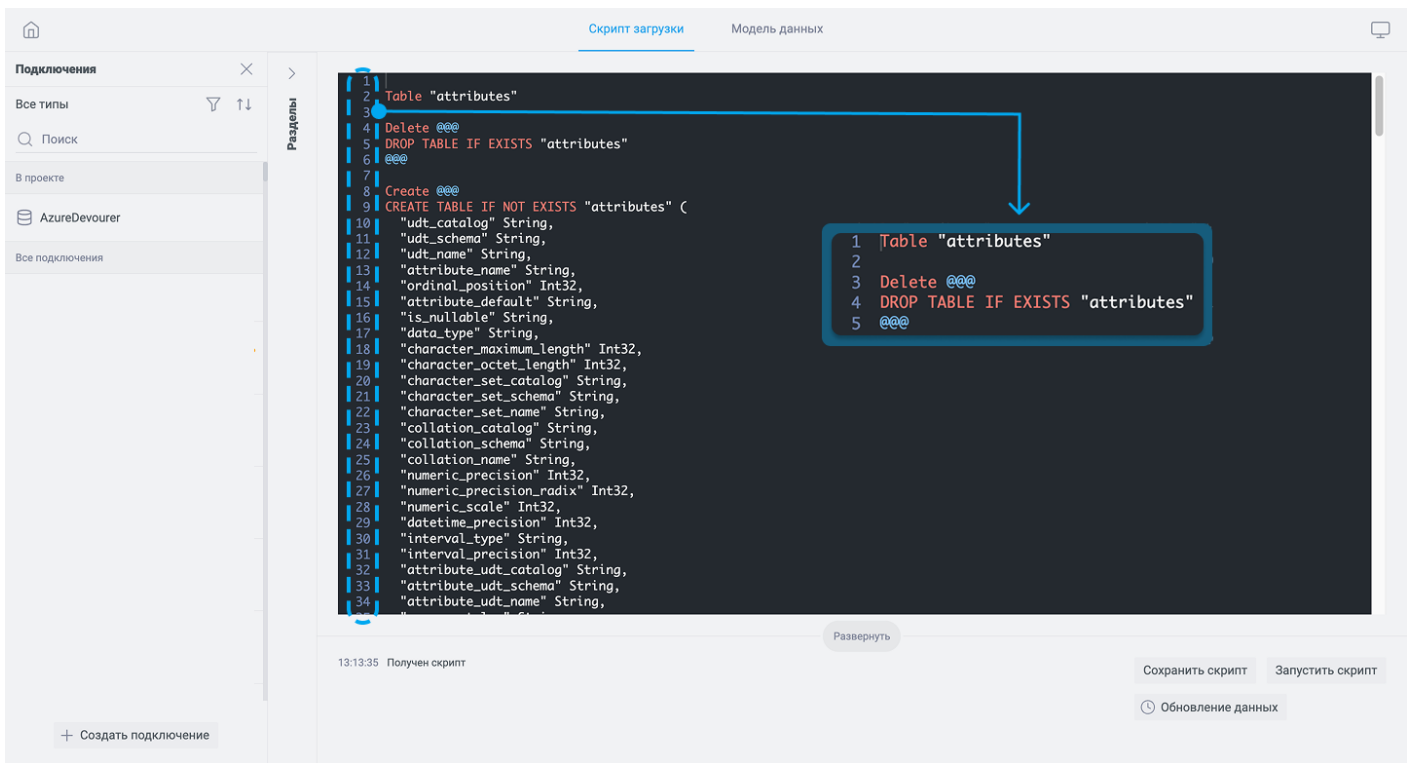 Скрипт загрузки
Модель данных
Подключения
Все типы
Поиск
В проекте
AzureDevourer
Все подключения
Создать подключение
Разделы
1
2 Table "attributes"
3
4 Delete @@@
5 DROP TABLE IF EXISTS "attributes"
6 @@@
7
8 Create @@@
9 CREATE TABLE IF NOT EXISTS "attributes" (
10 "udt_catalog" String,
11 "udt_schema" String,
12 "udt_name" String,
13 "attribute_name" String,
14 "ordinal_position" Int32,
15 "attribute_default" String,
16 "is_nullable" String,
17 "data_type" String,
18 "character_maximum_length" Int32,
19 "character_octet_length" Int32,
20 "character_set_catalog" String,
21 "character_set_schema" String,
22 "character_set_name" String,
23 "collation_catalog" String,
24 "collation_schema" String,
25 "collation_name" String,
26 "numeric_precision" Int32,
27 "numeric_precision_radix" Int32,
28 "numeric_scale" Int32,
29 "datetime_precision" Int32,
30 "interval_type" String,
31 "interval_precision" Int32,
32 "attribute_udt_catalog" String,
33 "attribute_udt_schema" String,
34 "attribute_udt_name" String,
1 Table "attributes"
2
3 Delete @@@
4 DROP TABLE IF EXISTS "attributes"
5 @@@
Развернуть
13:13:35 Получен скрипт
Сохранить скрипт
Запустить скрипт
Обновление данных